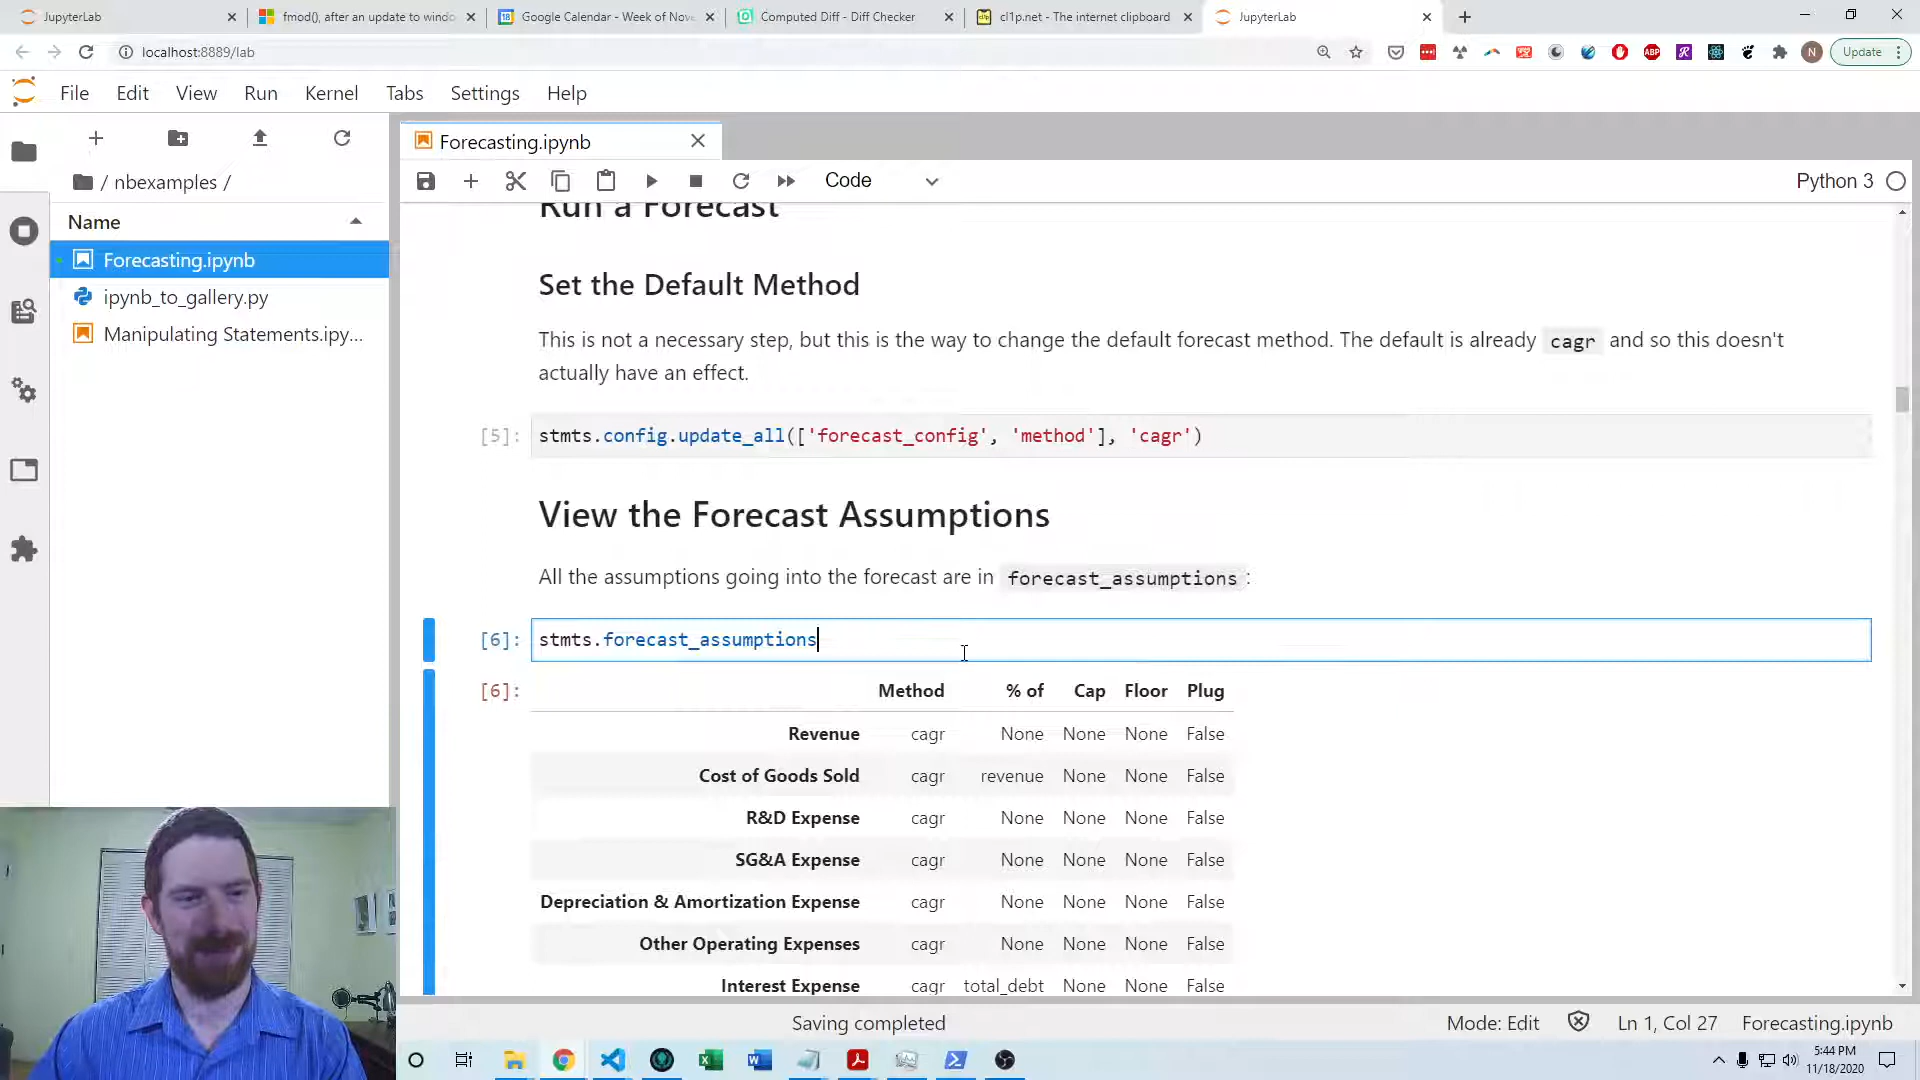 JupyterLab
fmod(), after an update to windo
Google Calendar - Week of Nov
Computed Diff - Diff Checker
cl1p.net - The internet clipboard
JupyterLab
localhost:8889/lab
ABP
N
Update
File Edit View Run Kernel Tabs Settings Help
Forecasting.ipynb
/ nbexamples /
Code
Python 3
Name
Forecasting.ipynb
ipynb_to_gallery.py
Manipulating Statements.ipy...
Run a Forecast
Set the Default Method
This is not a necessary step, but this is the way to change the default forecast method. The default is already cagr and so this doesn't
actually have an effect.
[5]: stmts.config.update_all(['forecast_config', 'method'], 'cagr')
View the Forecast Assumptions
All the assumptions going into the forecast are in forecast_assumptions:
[6]: stmts.forecast_assumptions
[6]: Method % of Cap Floor Plug
Revenue cagr None None None False
Cost of Goods Sold cagr revenue None None False
R&D Expense cagr None None None False
SG&A Expense cagr None None None False
Depreciation & Amortization Expense cagr None None None False
Other Operating Expenses cagr None None None False
Interest Expense cagr total_debt None None False
Saving completed
Mode: Edit
Ln 1, Col 27
Forecasting.ipynb
5:44 PM
11/18/2020